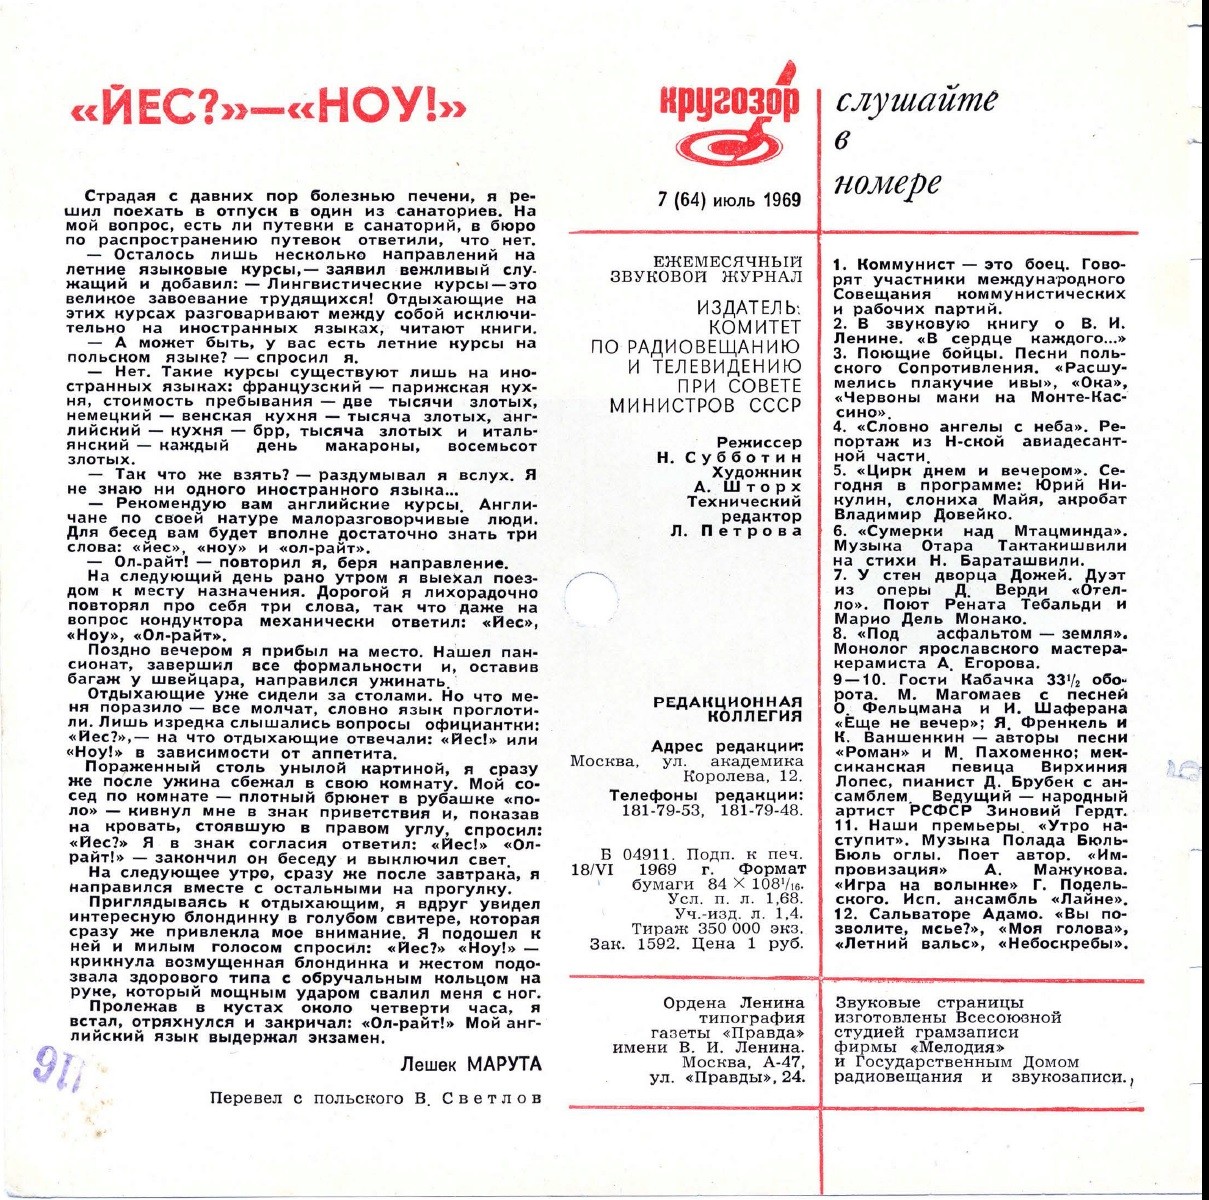 «ЙЕС?»—«НОУ!»
Страдая с давних пор болезнью печени, я ре-
шил поехать в отпуск в один из санаториев. На
мой вопрос, есть ли путевки в санаторий, в бюро
по распространению путевок ответили, что нет.
— Осталось лишь несколько направлений на
летние языковые курсы,— заявил вежливый слу-
жащий и добавил: — Лингвистические курсы—это
великое завоевание трудящихся! Отдыхающие на
этих курсах разговаривают между собой исключи-
тельно на иностранных языках, читают книги.
— А может быть, у вас есть летние курсы на
польском языке? — спросил я.
— Нет. Такие курсы существуют лишь на ино-
странных языках: французский — парижская кух-
ня, стоимость пребывания — две тысячи злотых,
немецкий — венская кухня — тысяча злотых, анг-
лийский — кухня — брр, тысяча злотых и италь-
янский — каждый день макароны, восемьсот
злотых.
— Так что же взять? — раздумывал я вслух. Я
не знаю ни одного иностранного языка...
— Рекомендую вам английские курсы. Англи-
чане по своей натуре малоразговорчивые люди.
Для бесед вам будет вполне достаточно знать три
слова: «йес», «ноу» и «ол-райт».
— Ол-райт! — повторил я, беря направление.
На следующий день рано утром я выехал поез-
дом к месту назначения. Дорогой я лихорадочно
повторял про себя три слова, так что даже на
вопрос кондуктора механически ответил: «Йес»,
«Ноу», «Ол-райт».
Поздно вечером я прибыл на место. Нашел пан-
сионат, завершил все формальности и, оставив
багаж у швейцара, направился ужинать.
Отдыхающие уже сидели за столами. Но что ме-
ня поразило — все молчат, словно язык проглоти-
ли. Лишь изредка слышались вопросы официантки:
«Йес?»,— на что отдыхающие отвечали: «Йес!» или
«Ноу!» в зависимости от аппетита.
Пораженный столь унылой картиной, я сразу
же после ужина сбежал в свою комнату. Мой со-
сед по комнате — плотный брюнет в рубашке «по-
ло» — кивнул мне в знак приветствия и, показав
на кровать, стоявшую в правом углу, спросил:
«Йес?» Я в знак согласия ответил: «Йес!» «Ол-
райт!» — закончил он беседу и выключил свет.
На следующее утро, сразу же после завтрака, я
направился вместе с остальными на прогулку.
Приглядываясь к отдыхающим, я вдруг увидел
интересную блондинку в голубом свитере, которая
сразу же привлекла мое внимание. Я подошел к
ней и милым голосом спросил: «Йес?» «Ноу!» —
крикнула возмущенная блондинка и жестом подо-
звала здорового типа с обручальным кольцом на
руке, который мощным ударом свалил меня с ног.
Пролежав в кустах около четверти часа, я
встал, отряхнулся и закричал: «Ол-райт!» Мой анг-
лийский язык выдержал экзамен.
Лешек МАРУТА
Перевел с польского В. Светлов
116
кругозор
7 (64) июль 1969
ЕЖЕМЕСЯЧНЫЙ
ЗВУКОВОЙ ЖУРНАЛ
ИЗДАТЕЛЬ:
КОМИТЕТ
ПО РАДИОВЕЩАНИЮ
И ТЕЛЕВИДЕНИЮ
ПРИ СОВЕТЕ
МИНИСТРОВ СССР
Режиссер
Н. Субботин
Художник
А. Шторх
Технический
редактор
Л. Петрова
РЕДАКЦИОННАЯ
КОЛЛЕГИЯ
Адрес редакции:
Москва, ул. академика
Королева, 12.
Телефоны редакции:
181-79-53, 181-79-48.
Б 04911. Подп. к печ.
18/VI 1969 г. Формат
бумаги 84 × 108¹/₁₆.
Усл. п. л. 1,68.
Уч.-изд. л. 1,4.
Тираж 350 000 экз.
Зак. 1592. Цена 1 руб.
Ордена Ленина
типография
газеты «Правда»
имени В. И. Ленина.
Москва, А-47,
ул. «Правды», 24.
слушайте
в
номере
1. Коммунист — это боец. Гово-
рят участники международного
Совещания коммунистических
и рабочих партий.
2. В звуковую книгу о В. И.
Ленине. «В сердце каждого...»
3. Поющие бойцы. Песни поль-
ского Сопротивления. «Расшу-
мелись плакучие ивы», «Ока»,
«Червоны маки на Монте-Кас-
сино».
4. «Словно ангелы с неба». Ре-
портаж из Н-ской авиадесант-
ной части.
5. «Цирк днем и вечером». Се-
годня в программе: Юрий Ни-
кулин, слониха Майя, акробат
Владимир Довейко.
6. «Сумерки над Мтацминда».
Музыка Отара Тактакишвили
на стихи Н. Бараташвили.
7. У стен дворца Дожей. Дуэт
из оперы Д. Верди «Отел-
ло». Поют Рената Тебальди и
Марио Дель Монако.
8. «Под асфальтом — земля».
Монолог ярославского мастера-
керамиста А. Егорова.
9—10. Гости Кабачка 33¹/₂ обо-
рота. М. Магомаев с песней
О. Фельцмана и И. Шаферана
«Еще не вечер»; Я. Френкель и
К. Ваншенкин — авторы песни
«Роман» и М. Пахоменко; мек-
сиканская певица Вирхиния
Лопес, пианист Д. Брубек с ан-
самблем. Ведущий — народный
артист РСФСР Зиновий Гердт.
11. Наши премьеры. «Утро на-
ступит». Музыка Полада Бюль-
Бюль оглы. Поет автор. «Им-
провизация» А. Мажукова.
«Игра на волынке» Г. Подель-
ского. Исп. ансамбль «Лайне».
12. Сальваторе Адамо. «Вы по-
зволите, мсье?», «Моя голова»,
«Летний вальс», «Небоскребы».
Звуковые страницы
изготовлены Всесоюзной
студией грамзаписи
фирмы «Мелодия»
и Государственным Домом
радиовещания и звукозаписи.